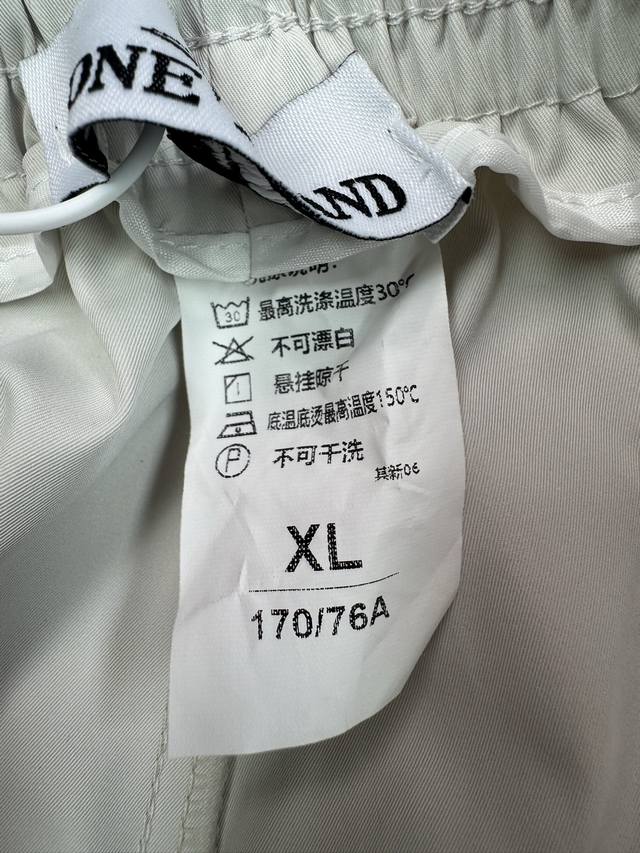 ONE
AND
30
最高洗涤温度30℃
不可漂白
悬挂晾干
底温底烫最高温度150℃
P
不可干洗
XL
170/76A